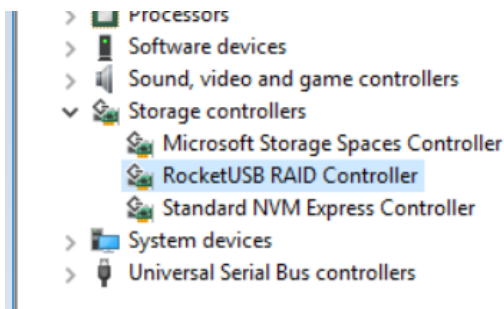 Processors
Software devices
Sound, video and game controllers
Storage controllers
Microsoft Storage Spaces Controller
RocketUSB RAID Controller
Standard NVM Express Controller
System devices
Universal Serial Bus controllers